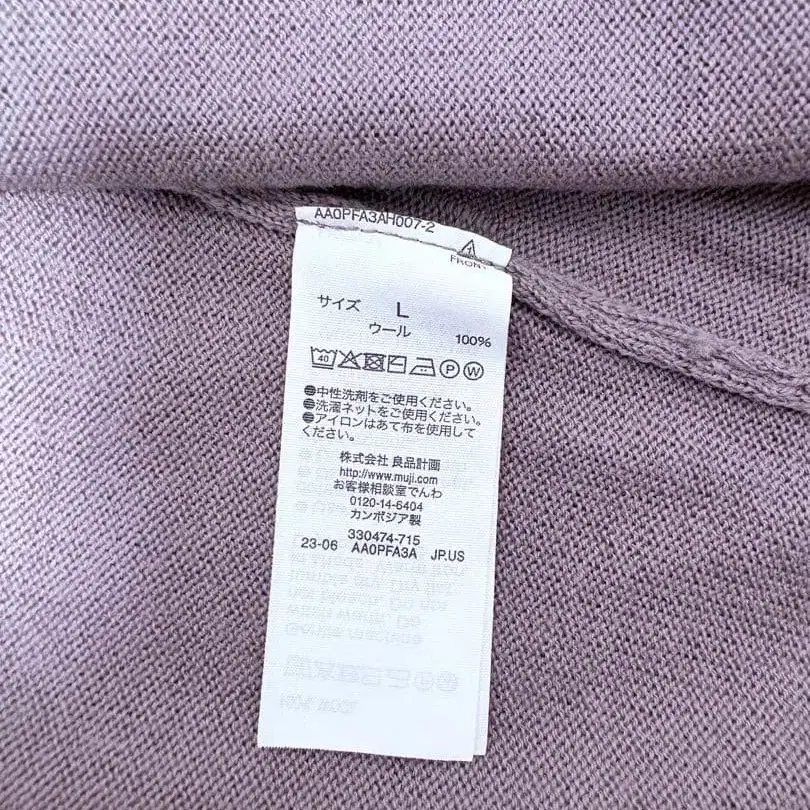 AA0PFA3AH007-2
FRONT
サイズ L
ウール 100%
40 P W
●中性洗剤をご使用ください。
●洗濯ネットをご使用ください。
●アイロンはあて布を使用して
ください。
株式会社 良品計画
http://www.muji.com
お客様相談室でんわ
0120-14-6404
カンボジア製
330474-715
23-06 AA0PFA3A JP.US